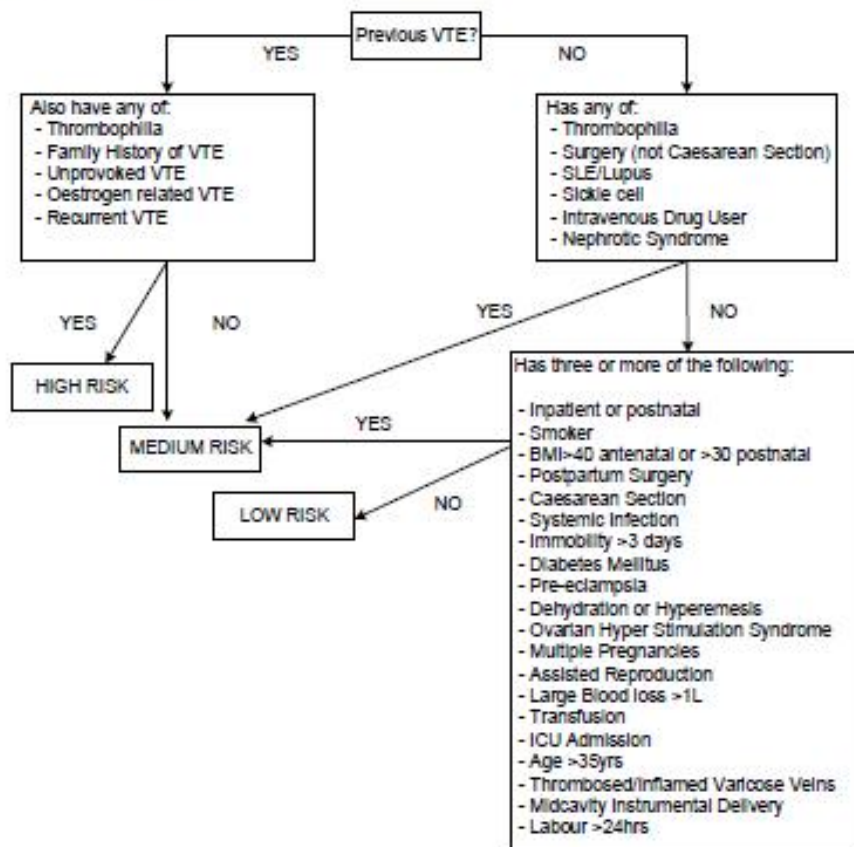 Previous VTE?
YES
NO
Also have any of:
- Thrombophilia
- Family History of VTE
- Unprovoked VTE
- Oestrogen related VTE
- Recurrent VTE
Has any of:
- Thrombophilia
- Surgery (not Caesarean Section)
- SLE/Lupus
- Sickle cell
- Intravenous Drug User
- Nephrotic Syndrome
YES
NO
YES
NO
HIGH RISK
MEDIUM RISK
YES
LOW RISK
NO
Has three or more of the following:
- Inpatient or postnatal
- Smoker
- BMI>40 antenatal or >30 postnatal
- Postpartum Surgery
- Caesarean Section
- Systemic Infection
- Immobility >3 days
- Diabetes Mellitus
- Pre-eclampsia
- Dehydration or Hyperemesis
- Ovarian Hyper Stimulation Syndrome
- Multiple Pregnancies
- Assisted Reproduction
- Large Blood loss >1L
- Transfusion
- ICU Admission
- Age >35yrs
- Thrombosed/Inflamed Varicose Veins
- Midcavity Instrumental Delivery
- Labour >24hrs